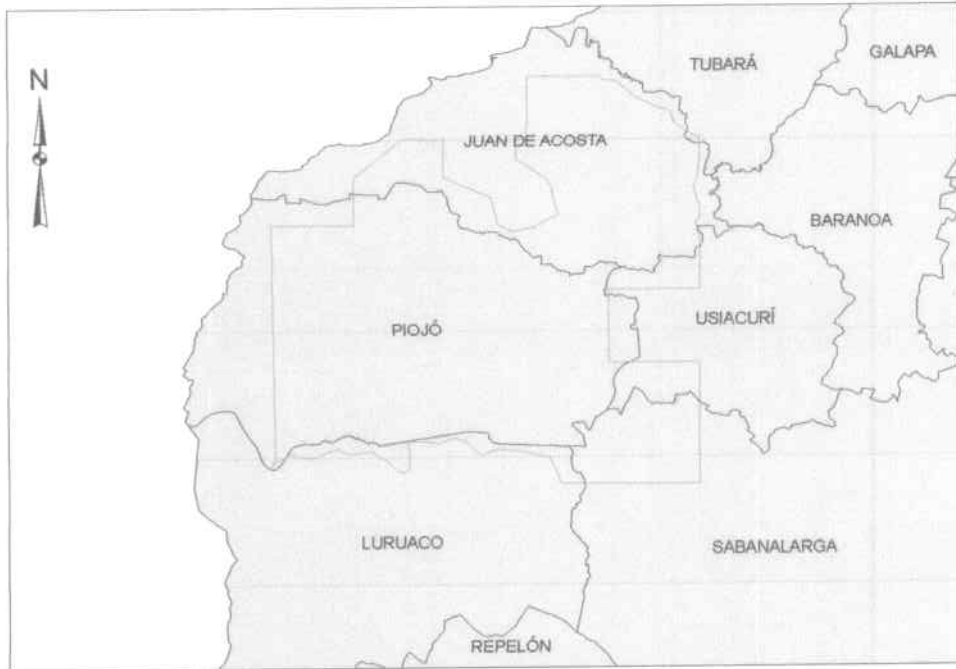 N
TUBARÁ
GALAPA
JUAN DE ACOSTA
BARANOA
PIOJÓ
USIACURÍ
LURUACO
SABANALARGA
REPELÓN